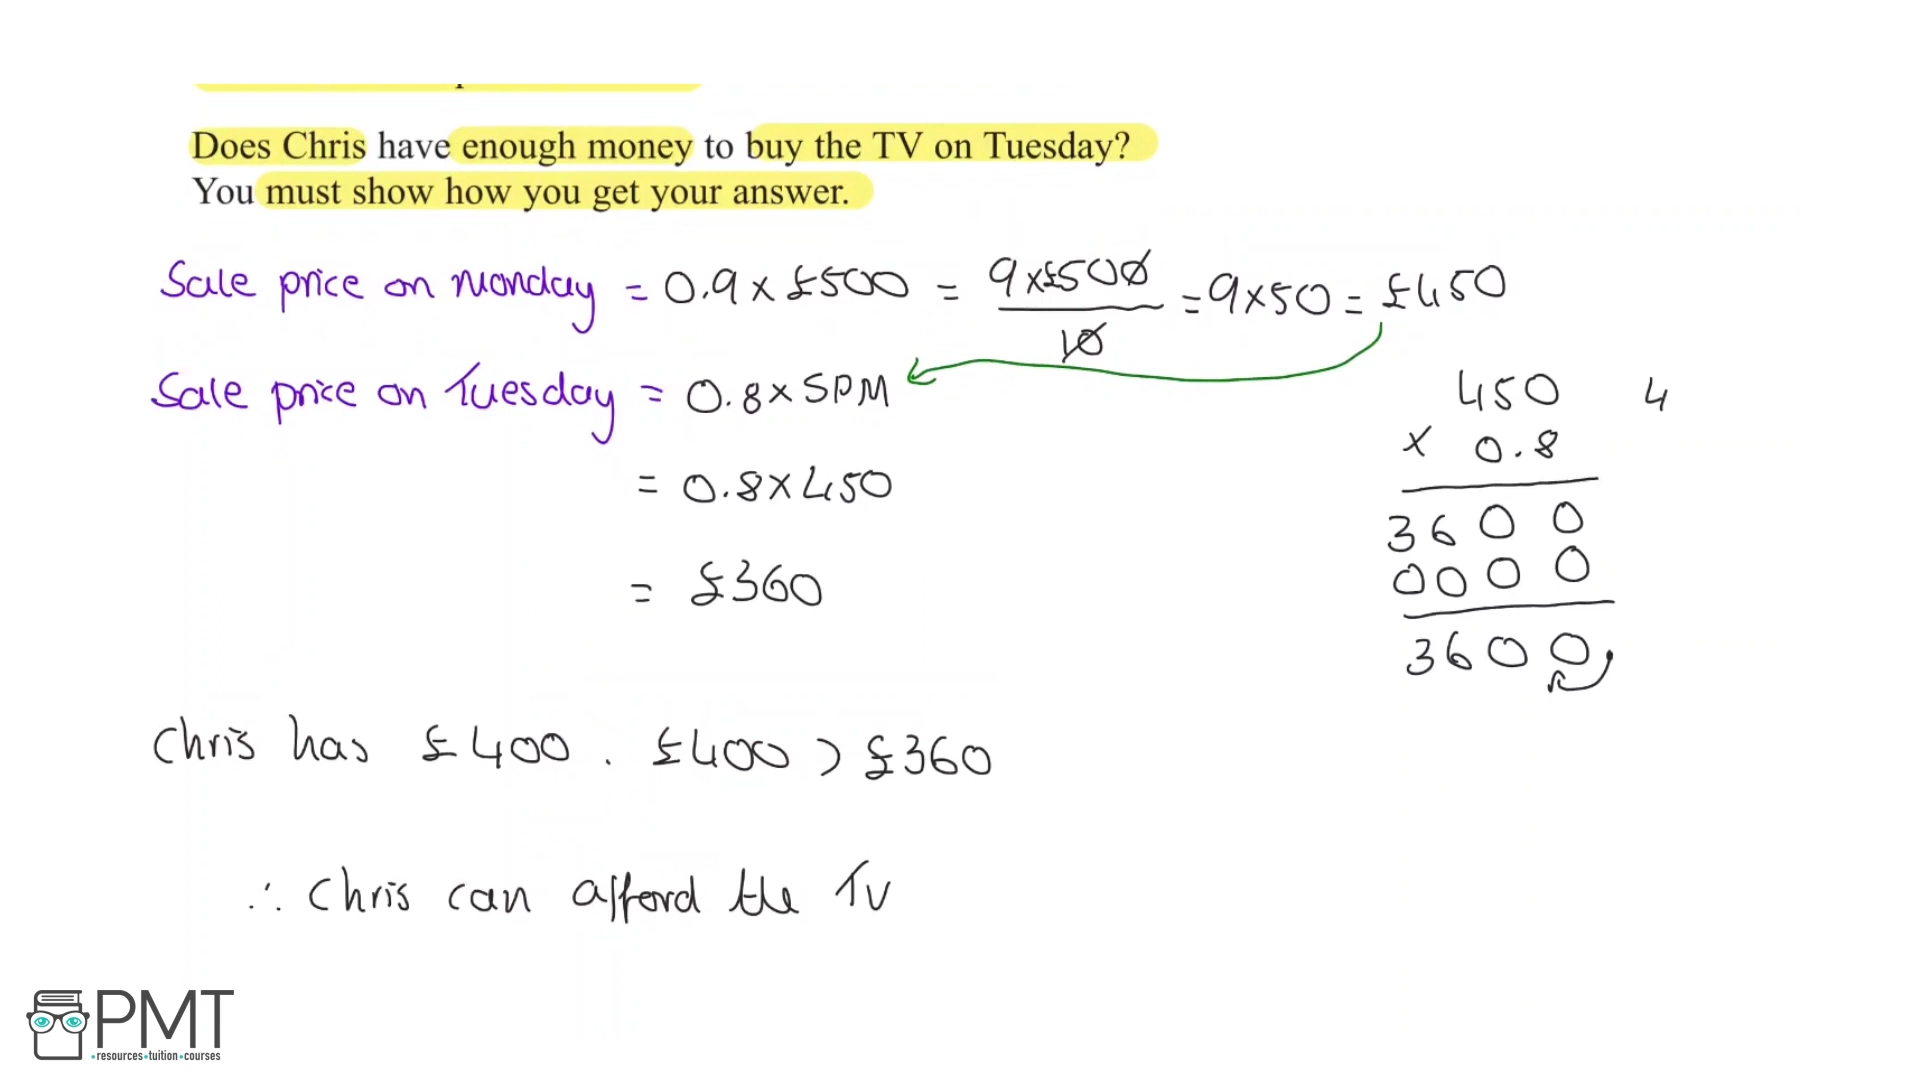 Does Chris have enough money to buy the TV on Tuesday?
You must show how you get your answer.
Sale price on Monday = 0.9 x £500 = 9x£500 / 10 = 9x50 = £450
Sale price on Tuesday = 0.8 x SPM
= 0.8 x 450
= £360
450 4
x 0.8
3600
0000
3600
Chris has £400. £400 > £360
∴ Chris can afford the TV
PMT
•resources•tuition•courses